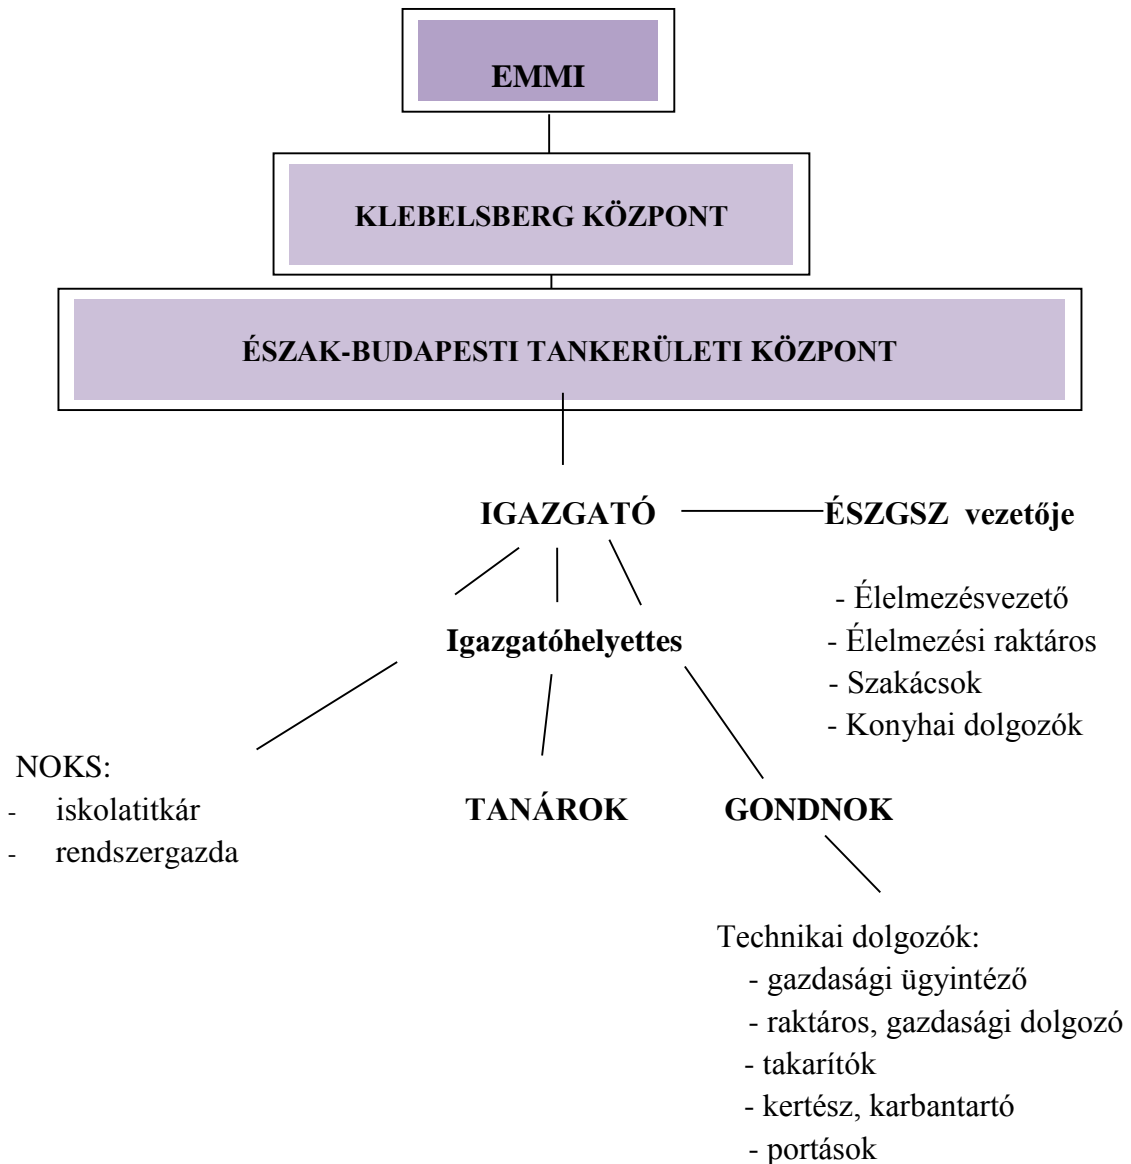 EMMI
KLEBELSBERG KÖZPONT
ÉSZAK-BUDAPESTI TANKERÜLETI KÖZPONT
IGAZGATÓ
ÉSZGSZ vezetője
- Élelmezésvezető
- Élelmezési raktáros
- Szakácsok
- Konyhai dolgozók
Igazgatóhelyettes
NOKS:
- iskolatitkár
- rendszergazda
TANÁROK
GONDNOK
Technikai dolgozók:
- gazdasági ügyintéző
- raktáros, gazdasági dolgozó
- takarítók
- kertész, karbantartó
- portások